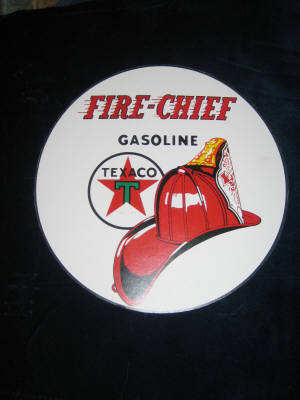 FIRE-CHIEF
GASOLINE
TEXACO
T